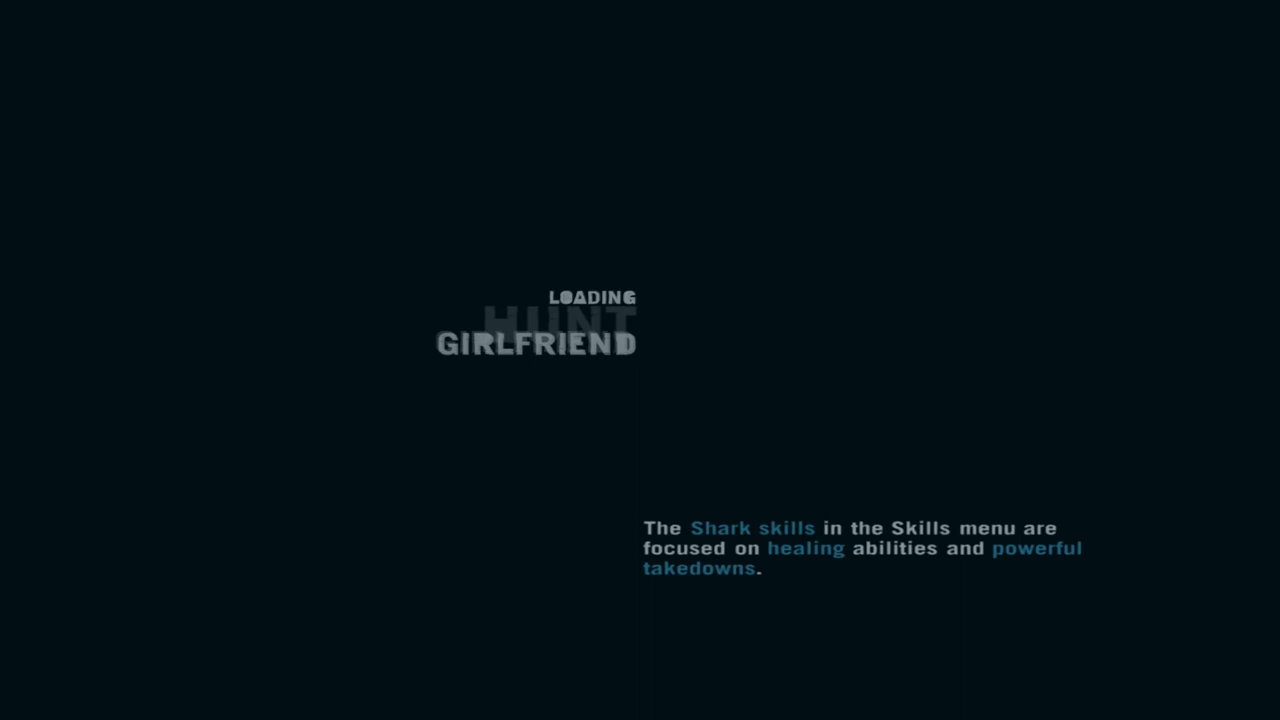 LOADING
HUNT
GIRLFRIEND
The Shark skills in the Skills menu are
focused on healing abilities and powerful
takedowns.